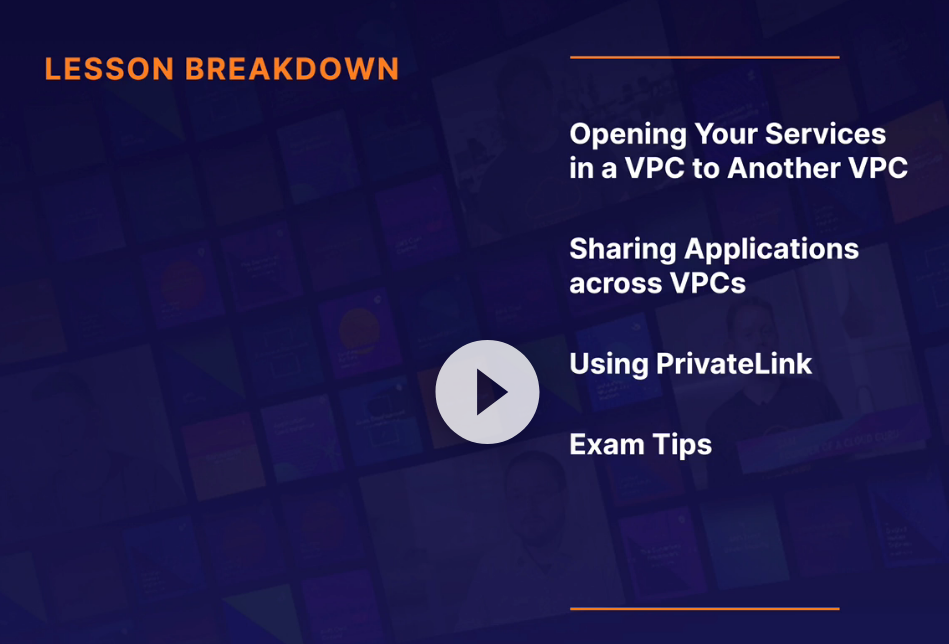 LESSON BREAKDOWN
Opening Your Services
in a VPC to Another VPC
Sharing Applications
across VPCs
Using PrivateLink
Exam Tips